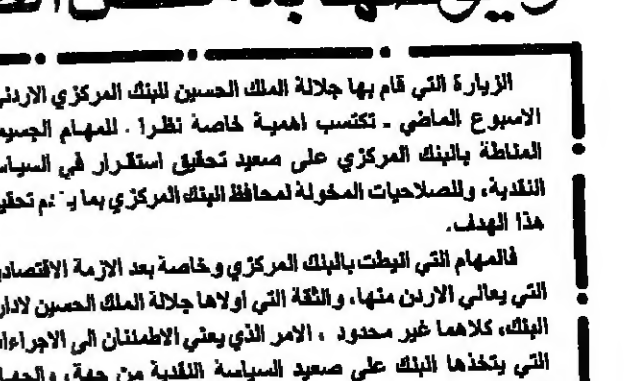 الزيارة التي قام بها جلالة الملك الحسين للبنك المركزي الاردني
الاسبوع الماضي - تكتسب اهمية خاصة نظرا . للمهام الجسيمة
المناطة بالبنك المركزي على صعيد تحقيق استقرار في السياسة
النقدية، وللصلاحيات المخولة لمحافظ البنك المركزي بما تحقيق
هذا الهدف.
فالمهام التي انيطت بالبنك المركزي وخاصة بعد الازمة الاقتصادية
التي يعاني الاردن منها، والثقة التي اولاها جلالة الملك الحسين لادارة
البنك، كلاهما غير محدود ، الامر الذي يعني الاطمئنان الى الاجراءات
التي يتخذها البنك على صعيد السياسة النقدية من جهة، والجهاز